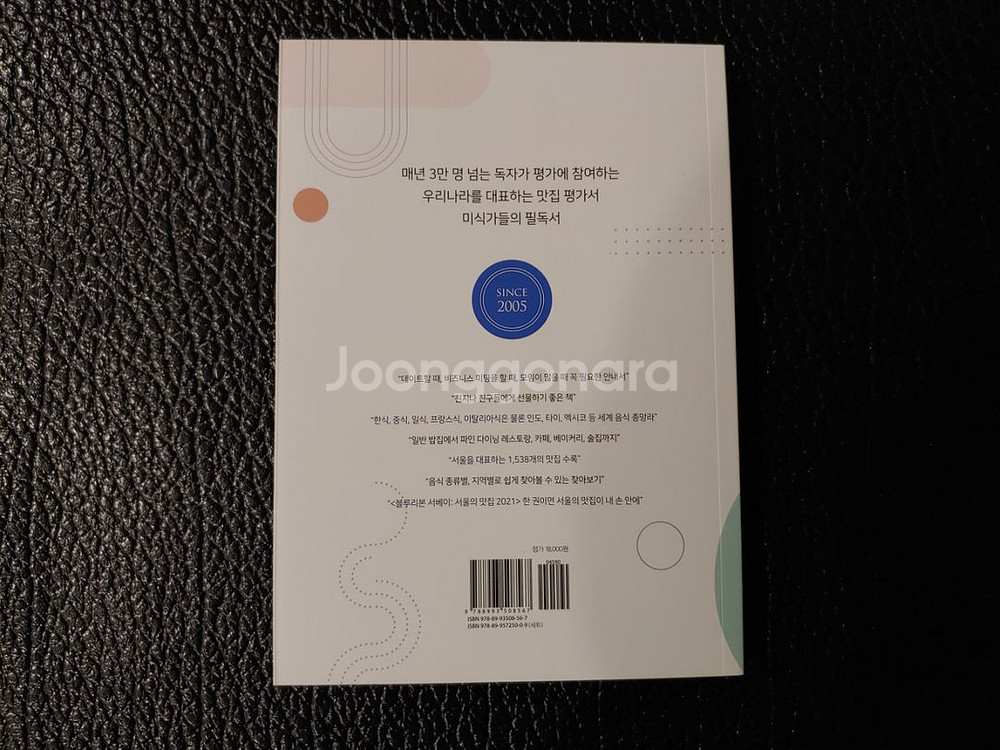 매년 3만 명 넘는 독자가 평가에 참여하는
우리나라를 대표하는 맛집 평가서
미식가들의 필독서
SINCE
2005
Joonggonara
"데이트할 때, 비즈니스 미팅을 할 때, 모임이 많을 때 꼭 필요한 안내서"
"친지나 친구들에게 선물하기 좋은 책"
"한식, 중식, 일식, 프랑스식, 이탈리아식은 물론 인도, 타이, 멕시코 등 세계 음식 총망라"
"일반 밥집에서 파인 다이닝 레스토랑, 카페, 베이커리, 술집까지"
"서울을 대표하는 1,538개의 맛집 수록"
"음식 종류별, 지역별로 쉽게 찾아볼 수 있는 찾아보기"
"<블루리본 서베이: 서울의 맛집 2021> 한 권이면 서울의 맛집이 내 손 안에"
정가 18,000원
04590
9 788993 508567
ISBN 978-89-93508-56-7
ISBN 978-89-957250-0-9 (세트)